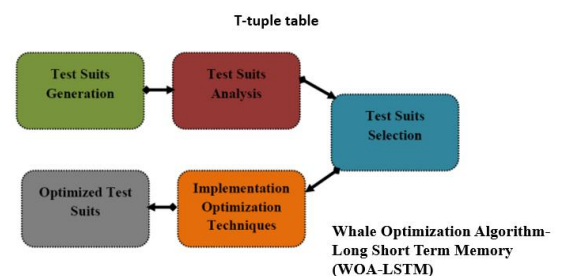 T-tuple table
Test Suits
Generation
Test Suits
Analysis
Test Suits
Selection
Implementation
Optimization
Techniques
Optimized Test
Suits
Whale Optimization Algorithm-
Long Short Term Memory
(WOA-LSTM)